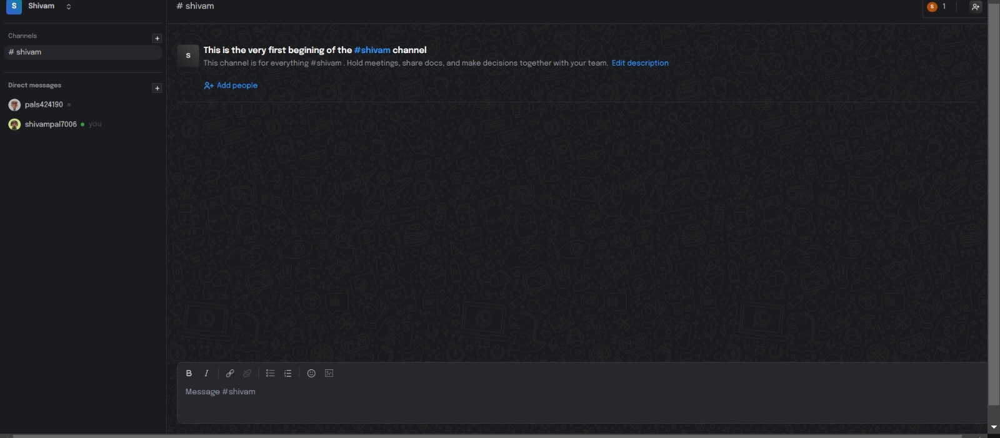 S Shivam
# shivam
S 1
Channels
+
# shivam
Direct messages
+
pals424190
shivampal7006 you
S
This is the very first begining of the #shivam channel
This channel is for everything #shivam . Hold meetings, share docs, and make decisions together with your team. Edit description
Add people
B I
Message #shivam